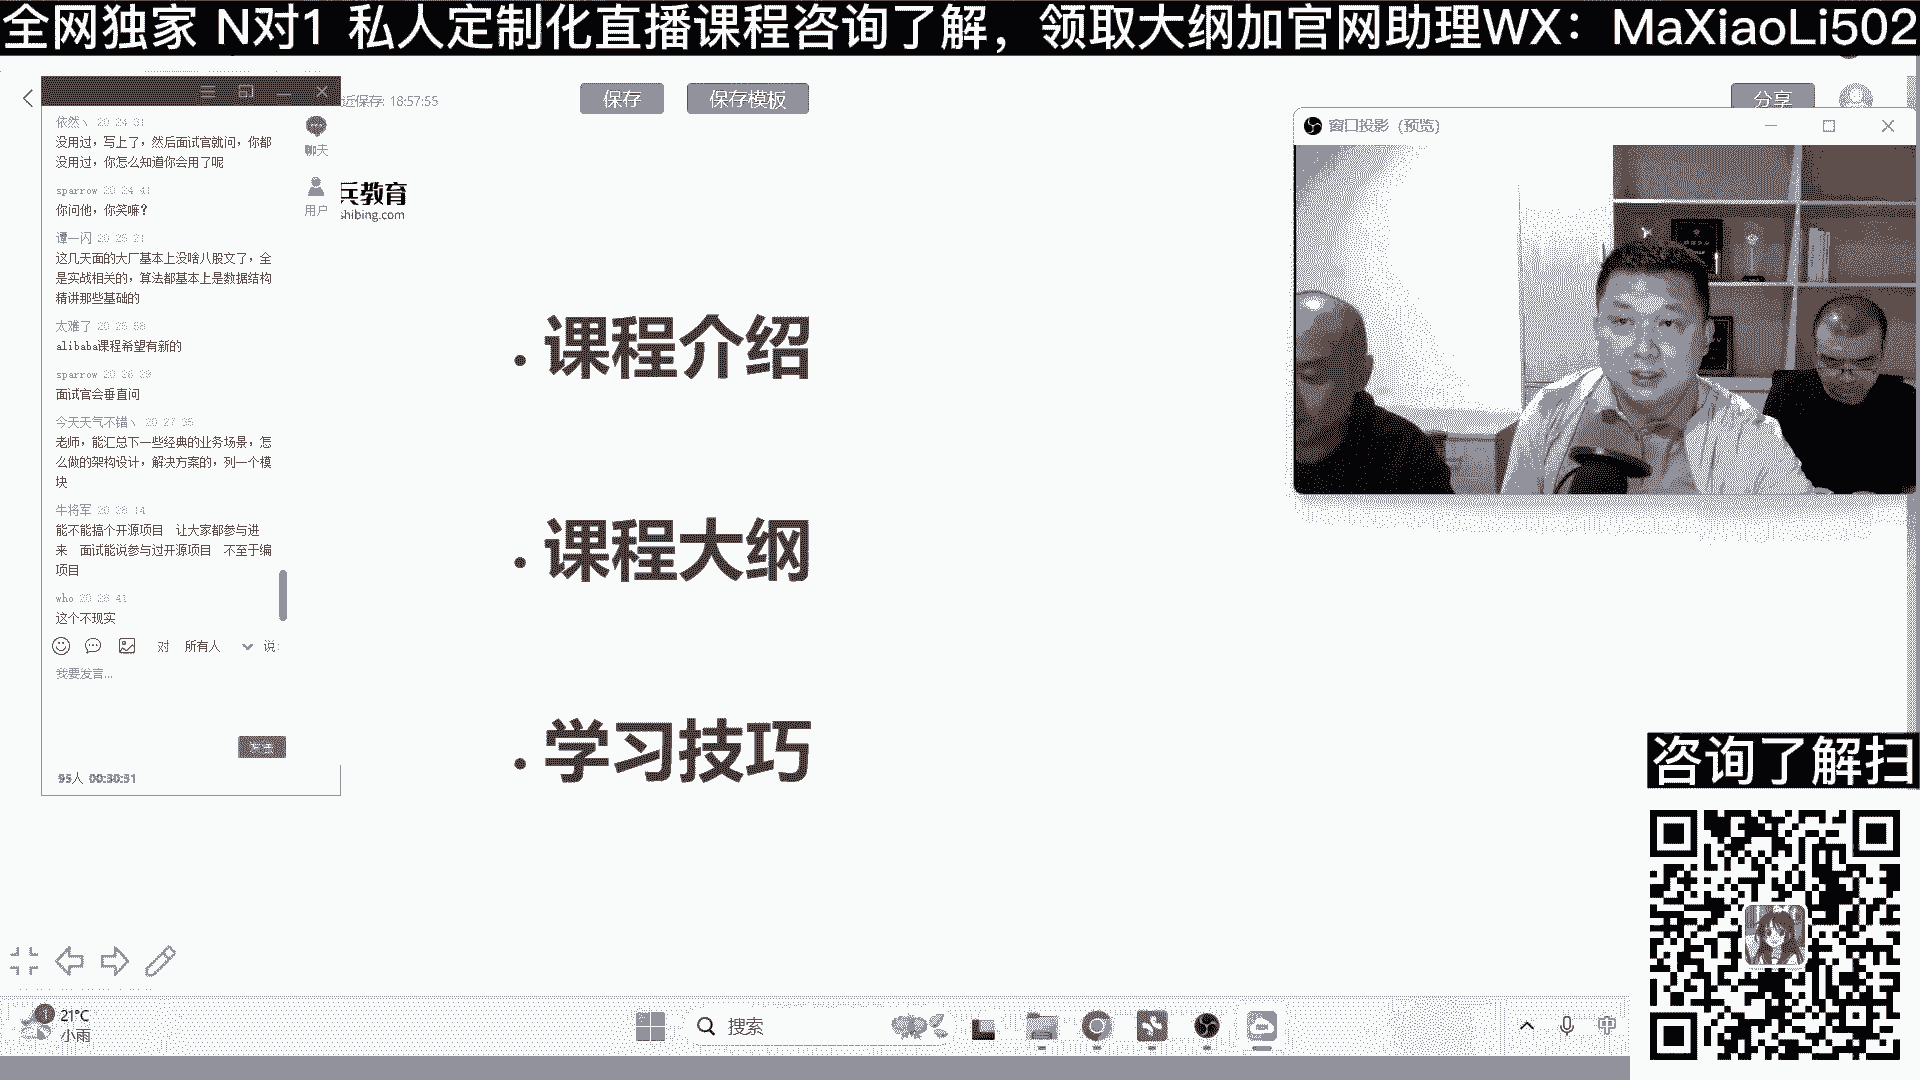 全网独家 N对1 私人定制化直播课程咨询了解，领取大纲加官网助理WX：MaXiaoLi502
近保存: 18:57:55
保存
保存模板
分享
窗口投影（预览）
依然丶 20:24:31
没用过，写上了，然后面试官就问，你都
没用过，你怎么知道你会用了呢
sparrow 20:24:41
你问他，你笑嘛？
谭一闪 20:25:21
这几天面的大厂基本上没啥八股文了，全
是实战相关的，算法都基本上是数据结构
精讲那些基础的
太难了 20:25:58
alibaba课程希望有新的
sparrow 20:26:29
面试官会垂直问
今天天气不错丶 20:27:35
老师，能汇总下一些经典的业务场景，怎
么做的架构设计，解决方案的，列一个模
块
牛将军 20:28:14
能不能搞个开源项目 让大家都参与进
来 面试能说参与过开源项目 不至于编
项目
who 20:28:41
这个不现实
对 所有人 说:
我要发言...
发送
95人 00:30:31
聊天
用户
兵教育
shibing.com
. 课程介绍
. 课程大纲
. 学习技巧
咨询了解扫
1
21°C
小雨
搜索
中